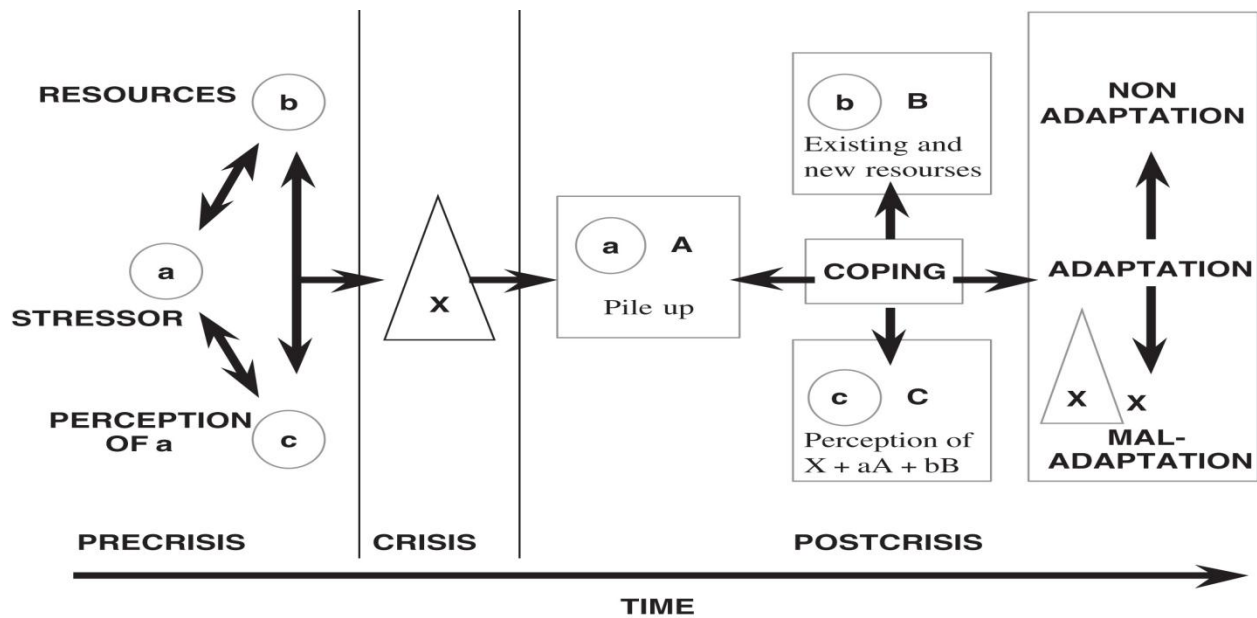 RESOURCES
b
a
STRESSOR
PERCEPTION
OF a
c
X
a A
Pile up
b B
Existing and
new resourses
COPING
c C
Perception of
X + aA + bB
NON
ADAPTATION
ADAPTATION
X X
MAL-
ADAPTATION
PRECRISIS
CRISIS
POSTCRISIS
TIME